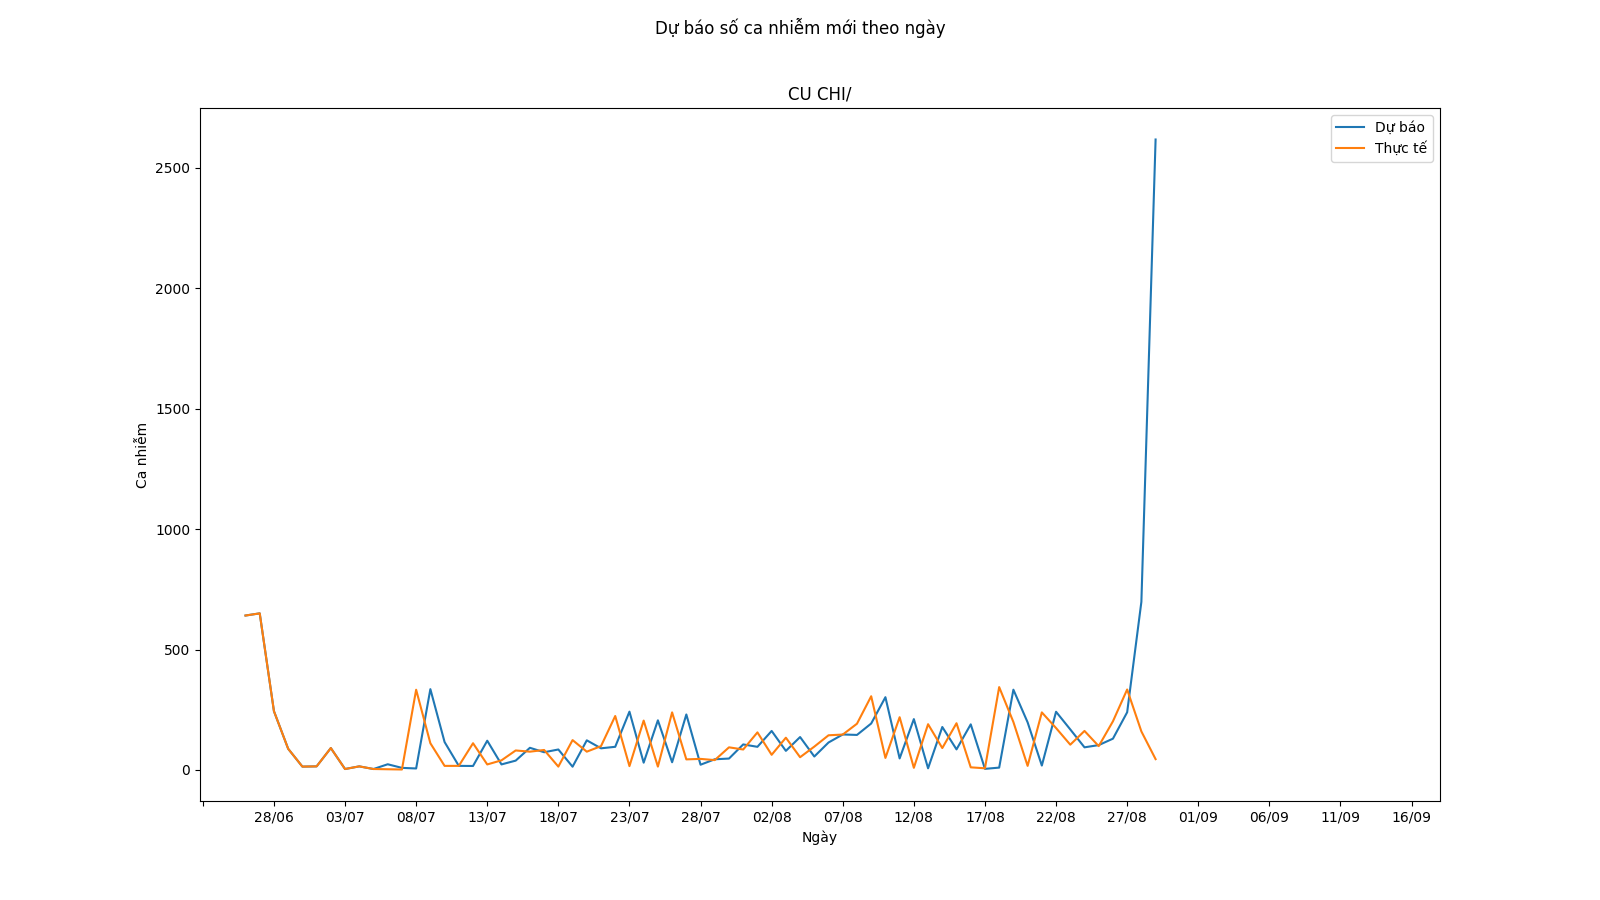 Dự báo số ca nhiễm mới theo ngày
CU CHI/
Dự báo
Thực tế
2500
2000
1500
1000
500
0
Ca nhiễm
28/06 03/07 08/07 13/07 18/07 23/07 28/07 02/08 07/08 12/08 17/08 22/08 27/08 01/09 06/09 11/09 16/09
Ngày